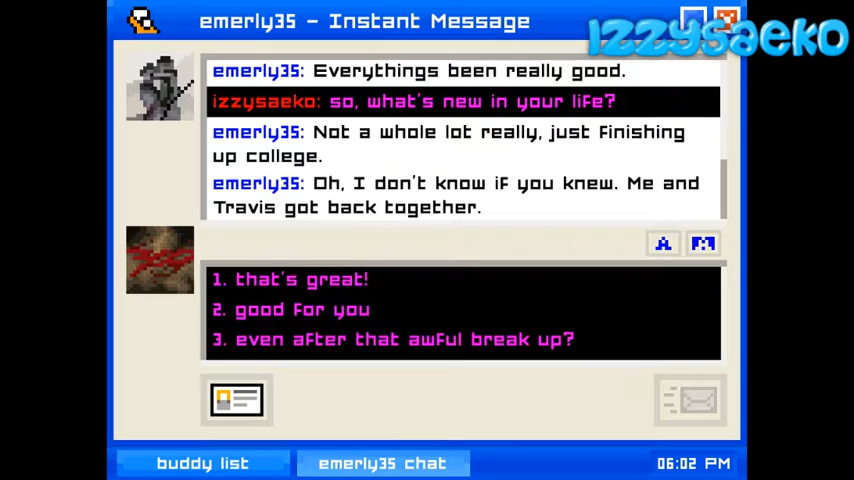 emerly35 - Instant Message
izzysaeko
emerly35: Everythings been really good.
izzysaeko: so, what's new in your life?
emerly35: Not a whole lot really, just finishing
up college.
emerly35: Oh, I don't know if you knew. Me and
Travis got back together.
A
1. that's great!
2. good for you
3. even after that awful break up?
buddy list
emerly35 chat
06:02 PM